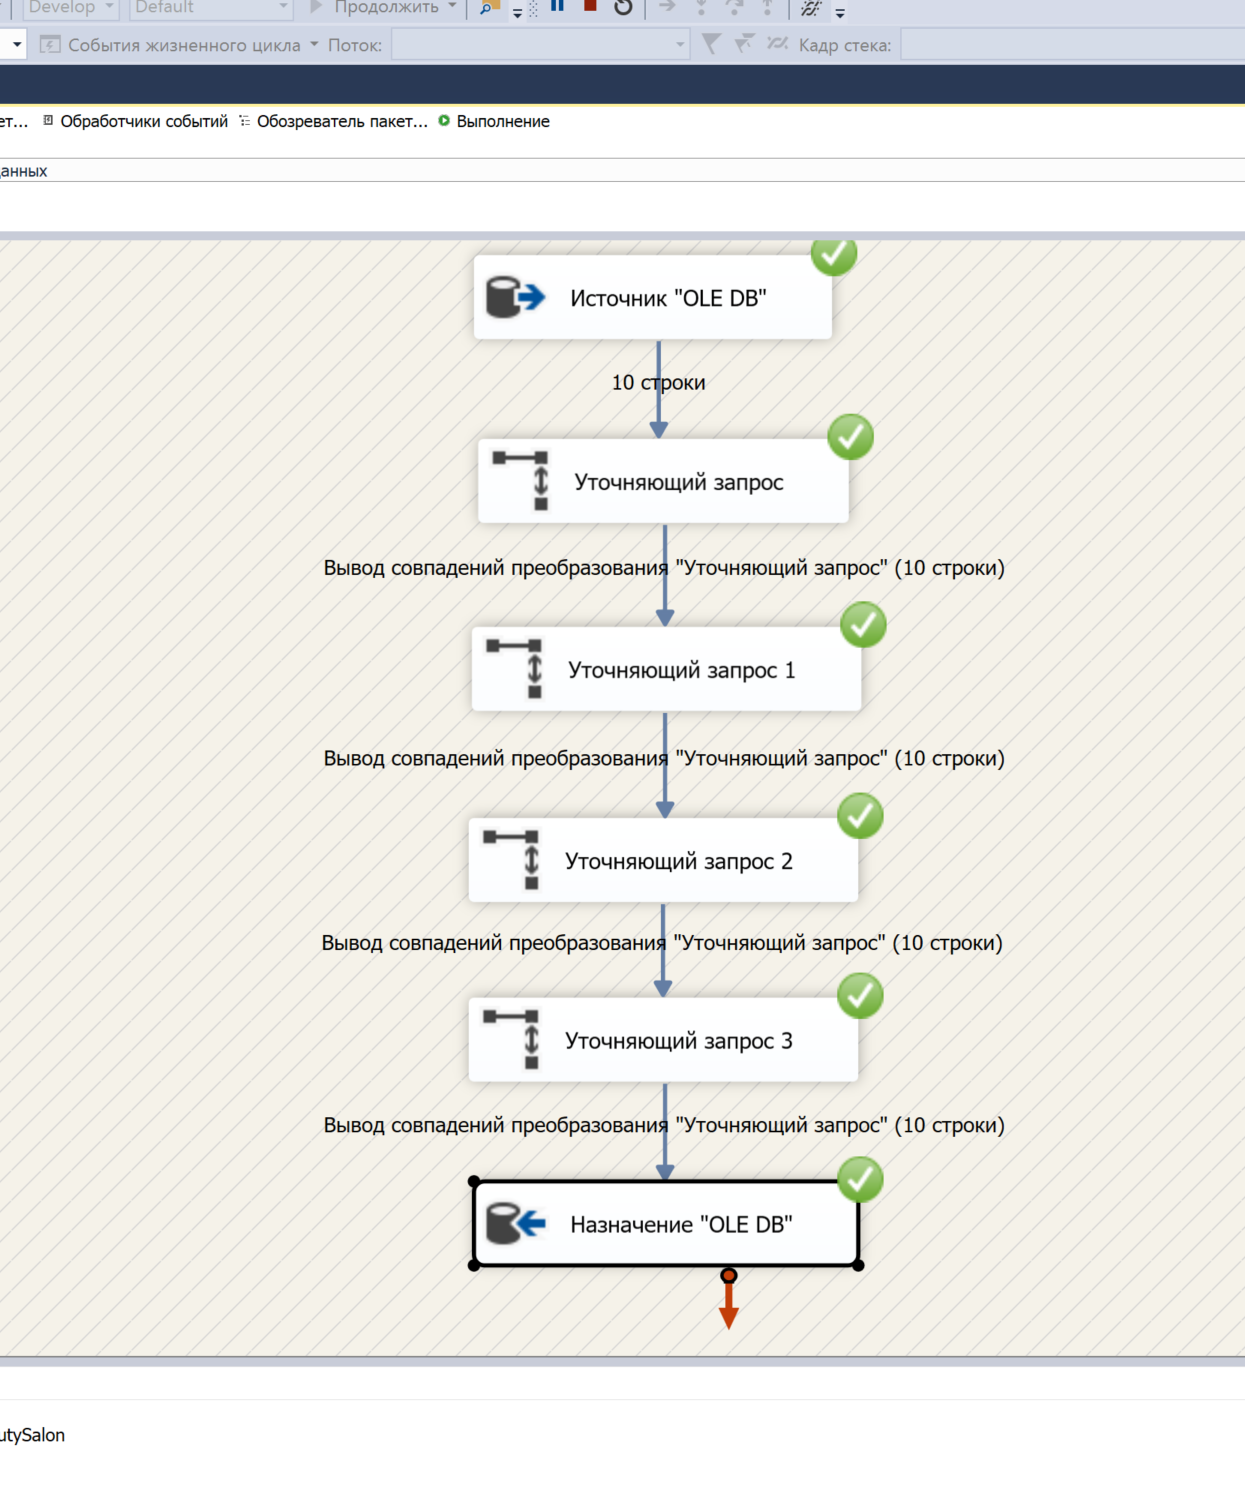 Develop
Default
Продолжить
События жизненного цикла
Поток:
Кадр стека:
ет...
Обработчики событий
Обозреватель пакет...
Выполнение
данных
Источник "OLE DB"
10 строки
Уточняющий запрос
Вывод совпадений преобразования "Уточняющий запрос" (10 строки)
Уточняющий запрос 1
Вывод совпадений преобразования "Уточняющий запрос" (10 строки)
Уточняющий запрос 2
Вывод совпадений преобразования "Уточняющий запрос" (10 строки)
Уточняющий запрос 3
Вывод совпадений преобразования "Уточняющий запрос" (10 строки)
Назначение "OLE DB"
utySalon